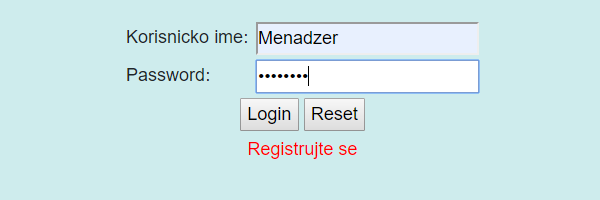 Korisnicko ime: Menadzer
Password: ••••••••
Login Reset
Registrujte se